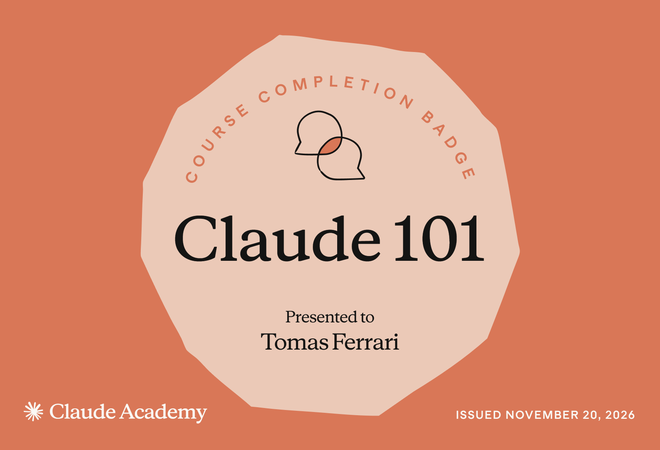 COURSE COMPLETION BADGE
Claude 101
Presented to
Tomas Ferrari
Claude Academy
ISSUED NOVEMBER 20, 2026